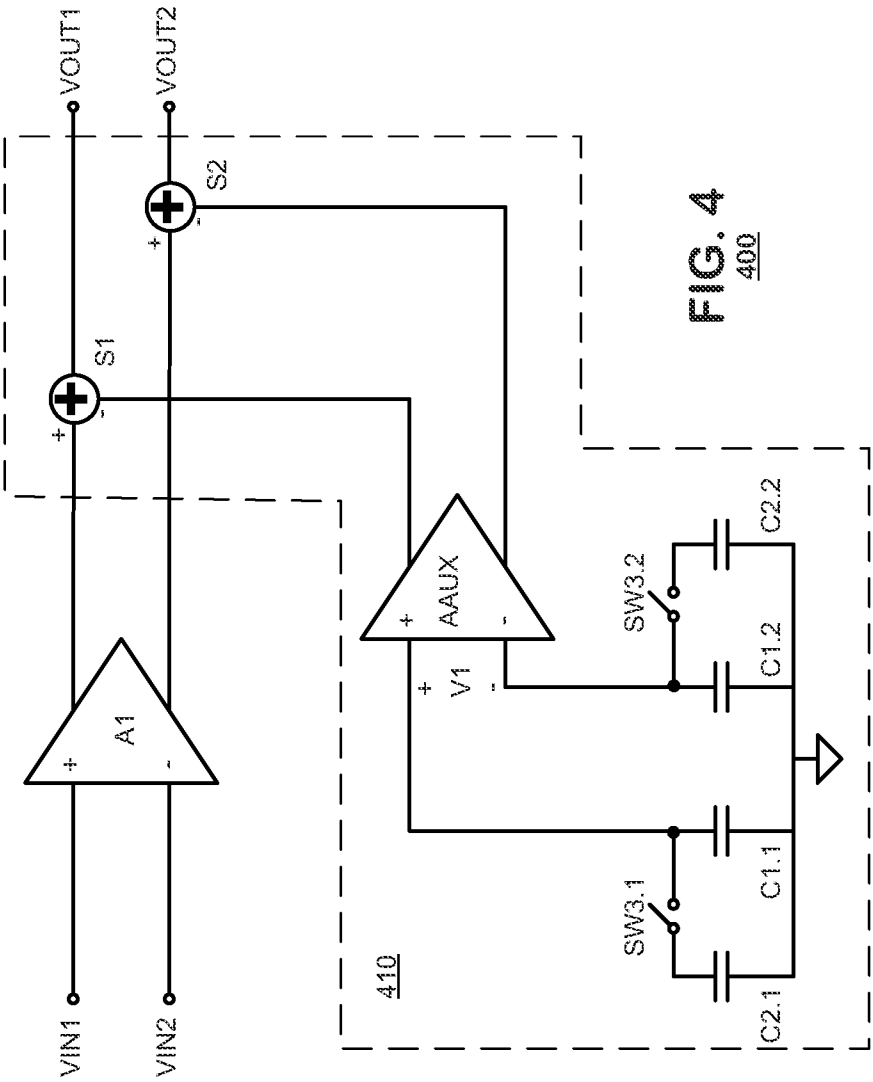 VIN1
VIN2
A1
+
-
S1
+
-
S2
+
-
VOUT1
VOUT2
410
AAUX
+
-
+
V1
-
SW3.1
SW3.2
C2.1
C1.1
C1.2
C2.2
FIG. 4
400